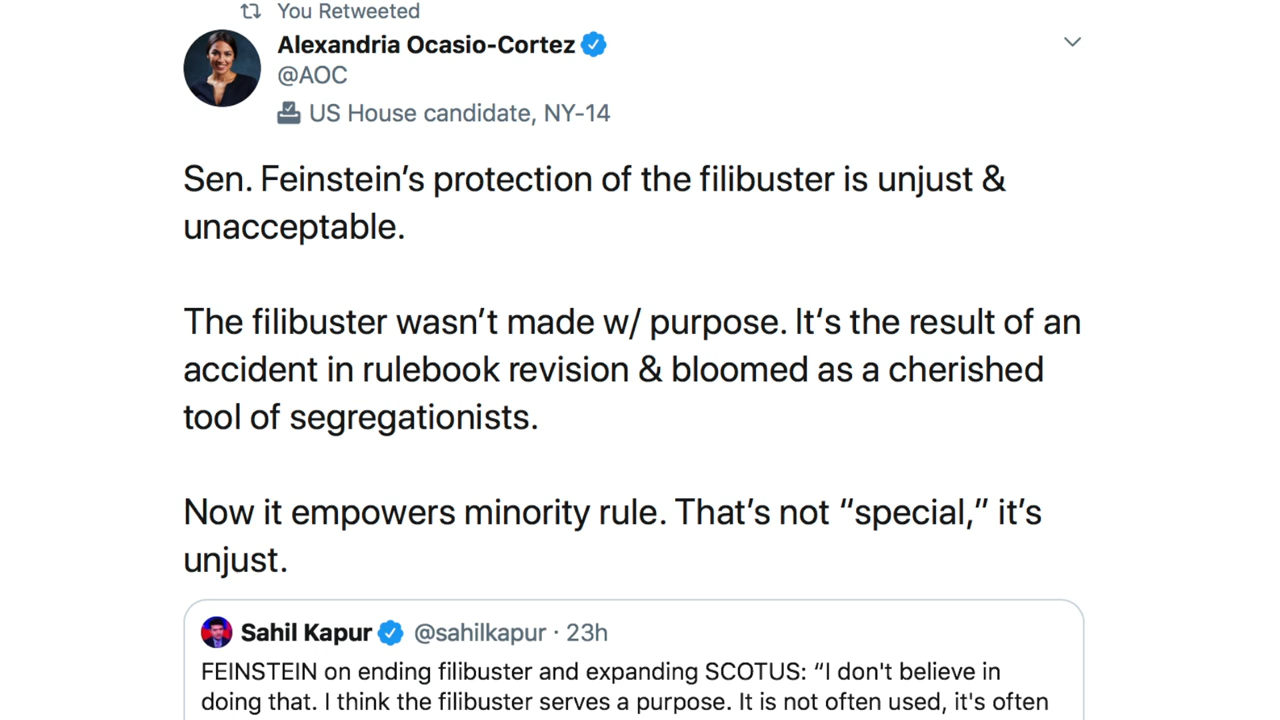 You Retweeted
Alexandria Ocasio-Cortez
@AOC
US House candidate, NY-14
Sen. Feinstein’s protection of the filibuster is unjust &
unacceptable.
The filibuster wasn’t made w/ purpose. It‘s the result of an
accident in rulebook revision & bloomed as a cherished
tool of segregationists.
Now it empowers minority rule. That’s not “special,” it’s
unjust.
Sahil Kapur @sahilkapur · 23h
FEINSTEIN on ending filibuster and expanding SCOTUS: “I don't believe in
doing that. I think the filibuster serves a purpose. It is not often used, it's often